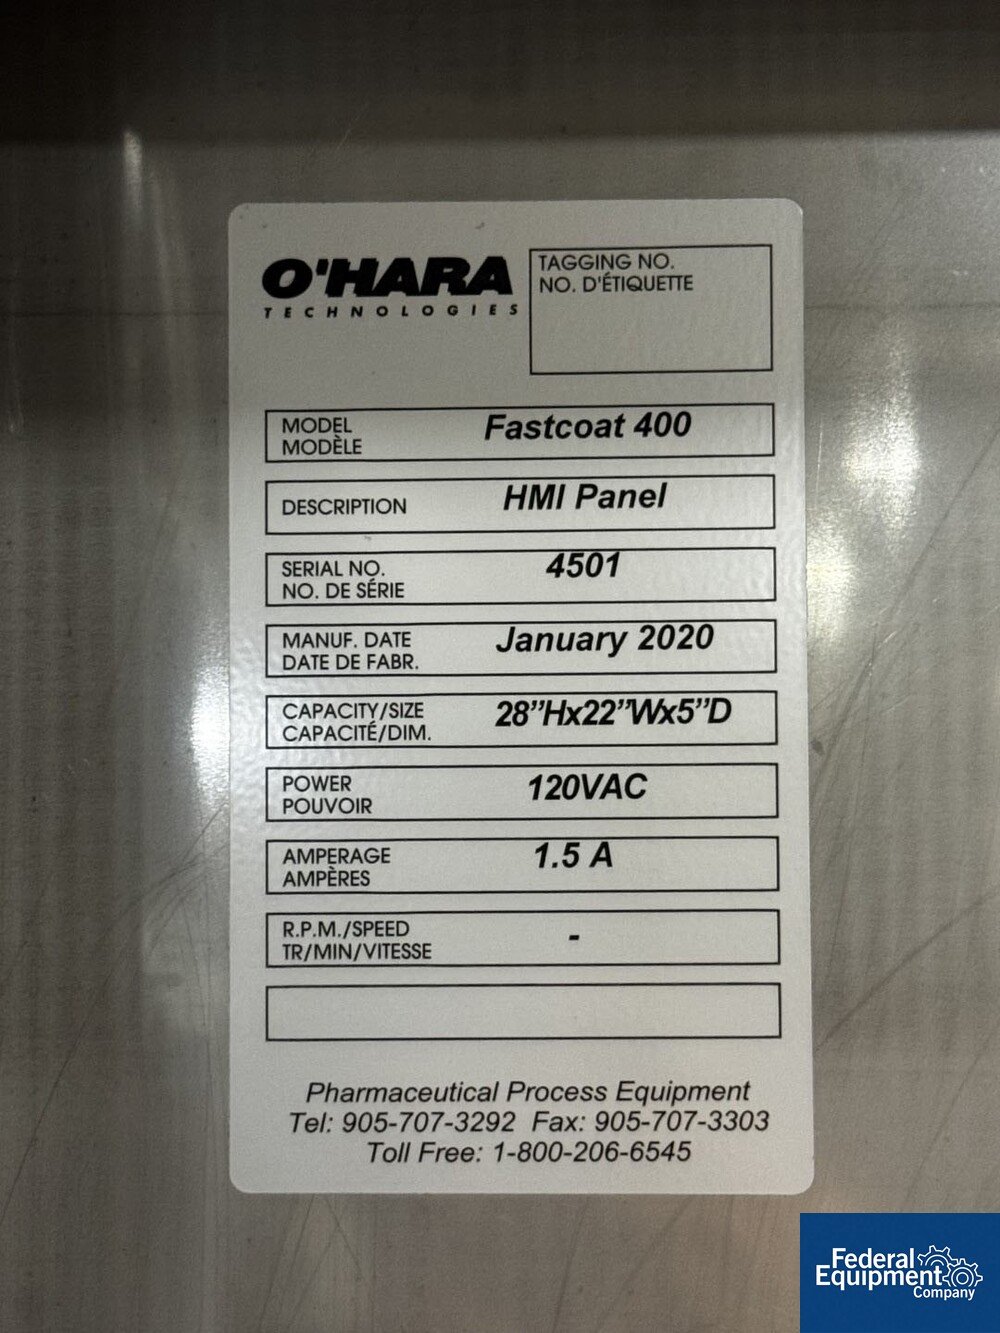 O'HARA
TECHNOLOGIES
TAGGING NO.
NO. D'ÉTIQUETTE
MODEL
MODÈLE
Fastcoat 400
DESCRIPTION
HMI Panel
SERIAL NO.
NO. DE SÉRIE
4501
MANUF. DATE
DATE DE FABR.
January 2020
CAPACITY/SIZE
CAPACITÉ/DIM.
28”Hx22”Wx5”D
POWER
POUVOIR
120VAC
AMPERAGE
AMPÈRES
1.5 A
R.P.M./SPEED
TR/MIN/VITESSE
-
Pharmaceutical Process Equipment
Tel: 905-707-3292 Fax: 905-707-3303
Toll Free: 1-800-206-6545
Federal
Equipment
Company